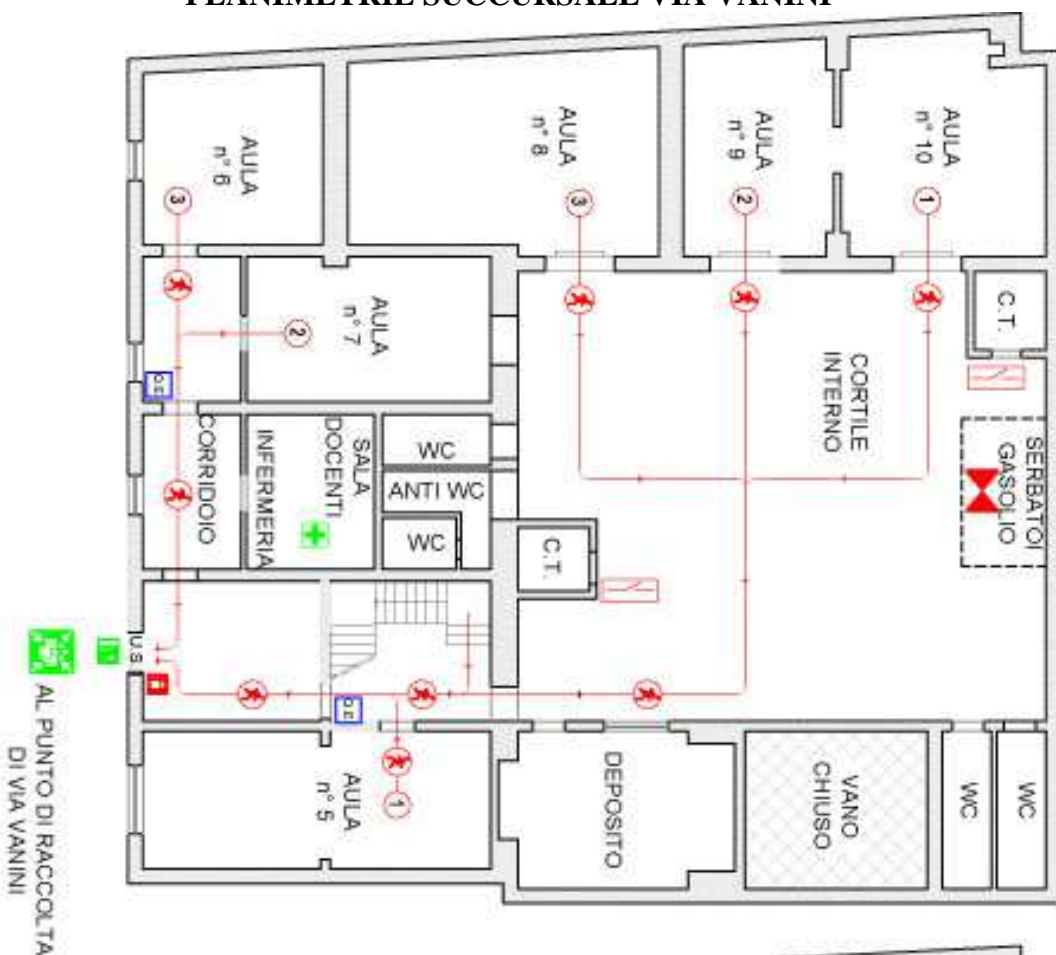 PLANIMETRIE SUCCURSALE VIA VANINI
AULA
n° 6
3
AULA
n° 8
3
AULA
n° 9
2
AULA
n° 10
1
AULA
n° 7
2
C.T.
CORTILE
INTERNO
SERBATOI
GASOLIO
Q.E
CORRIDOIO
INFERMERIA
SALA
DOCENTI
WC
ANTI WC
WC
C.T.
U.S
Q.E
AULA
n° 5
1
DEPOSITO
VANO
CHIUSO
WC
WC
AL PUNTO DI RACCOLTA
DI VIA VANINI